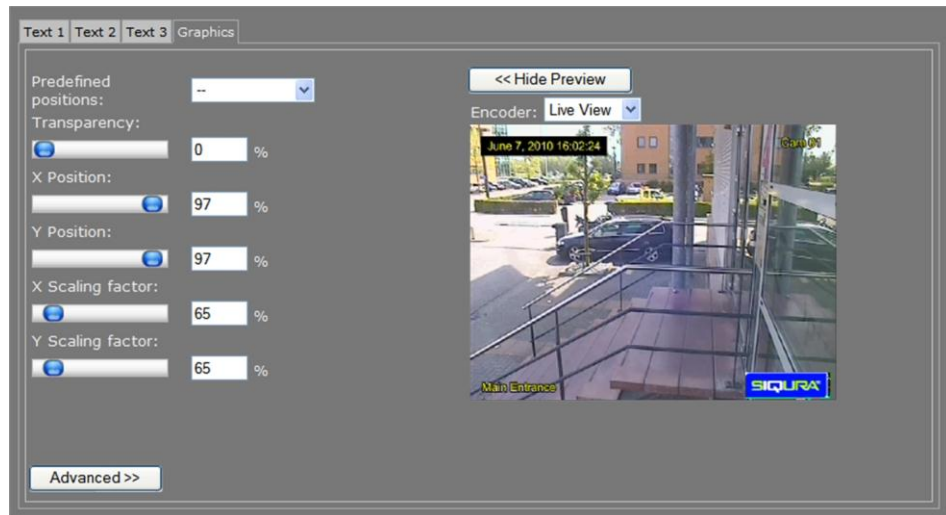 Text 1 Text 2 Text 3 Graphics
Predefined positions:
--
<< Hide Preview
Encoder: Live View
Transparency:
0 %
X Position:
97 %
Y Position:
97 %
X Scaling factor:
65 %
Y Scaling factor:
65 %
June 7, 2010 16:02:24
Cam 01
Main Entrance
SIQURA
Advanced >>